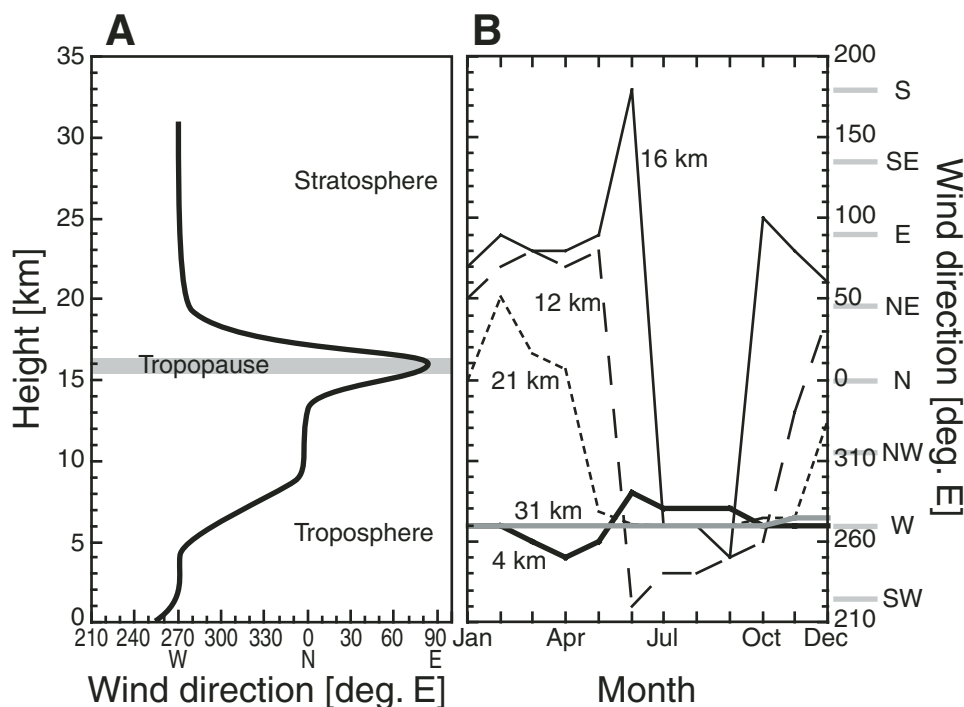 A
B
35
30
25
20
15
10
5
0
Height [km]
Stratosphere
Tropopause
Troposphere
210 240 270 300 330 0 30 60 90
W N E
Wind direction [deg. E]
16 km
12 km
21 km
31 km
4 km
200
150
100
50
0
310
260
210
S
SE
E
NE
N
NW
W
SW
Wind direction [deg. E]
Jan Apr Jul Oct Dec
Month